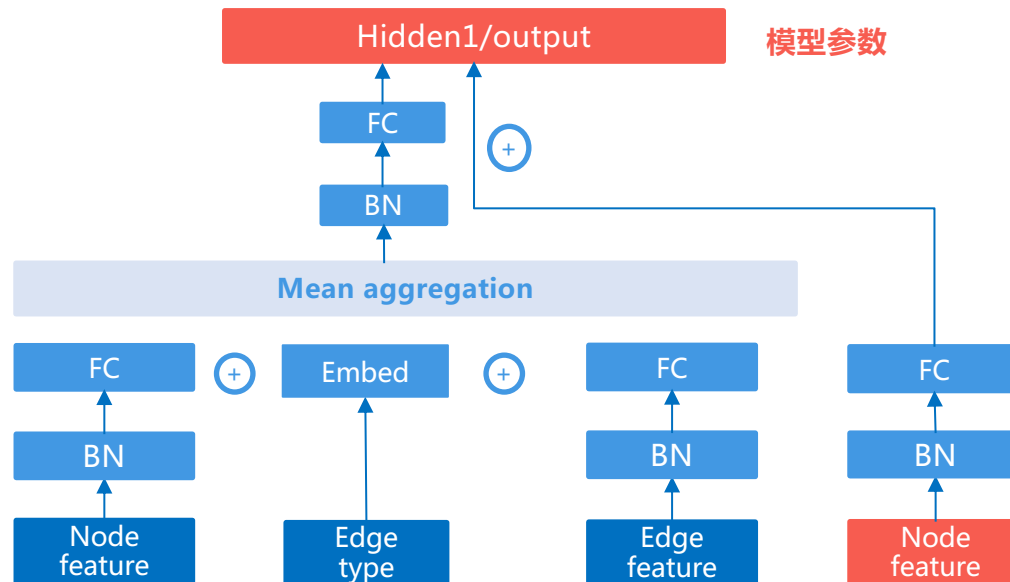 Hidden1/output
模型参数
FC
+
BN
Mean aggregation
FC
+
Embed
+
FC
FC
BN
BN
BN
Node
feature
Edge
type
Edge
feature
Node
feature